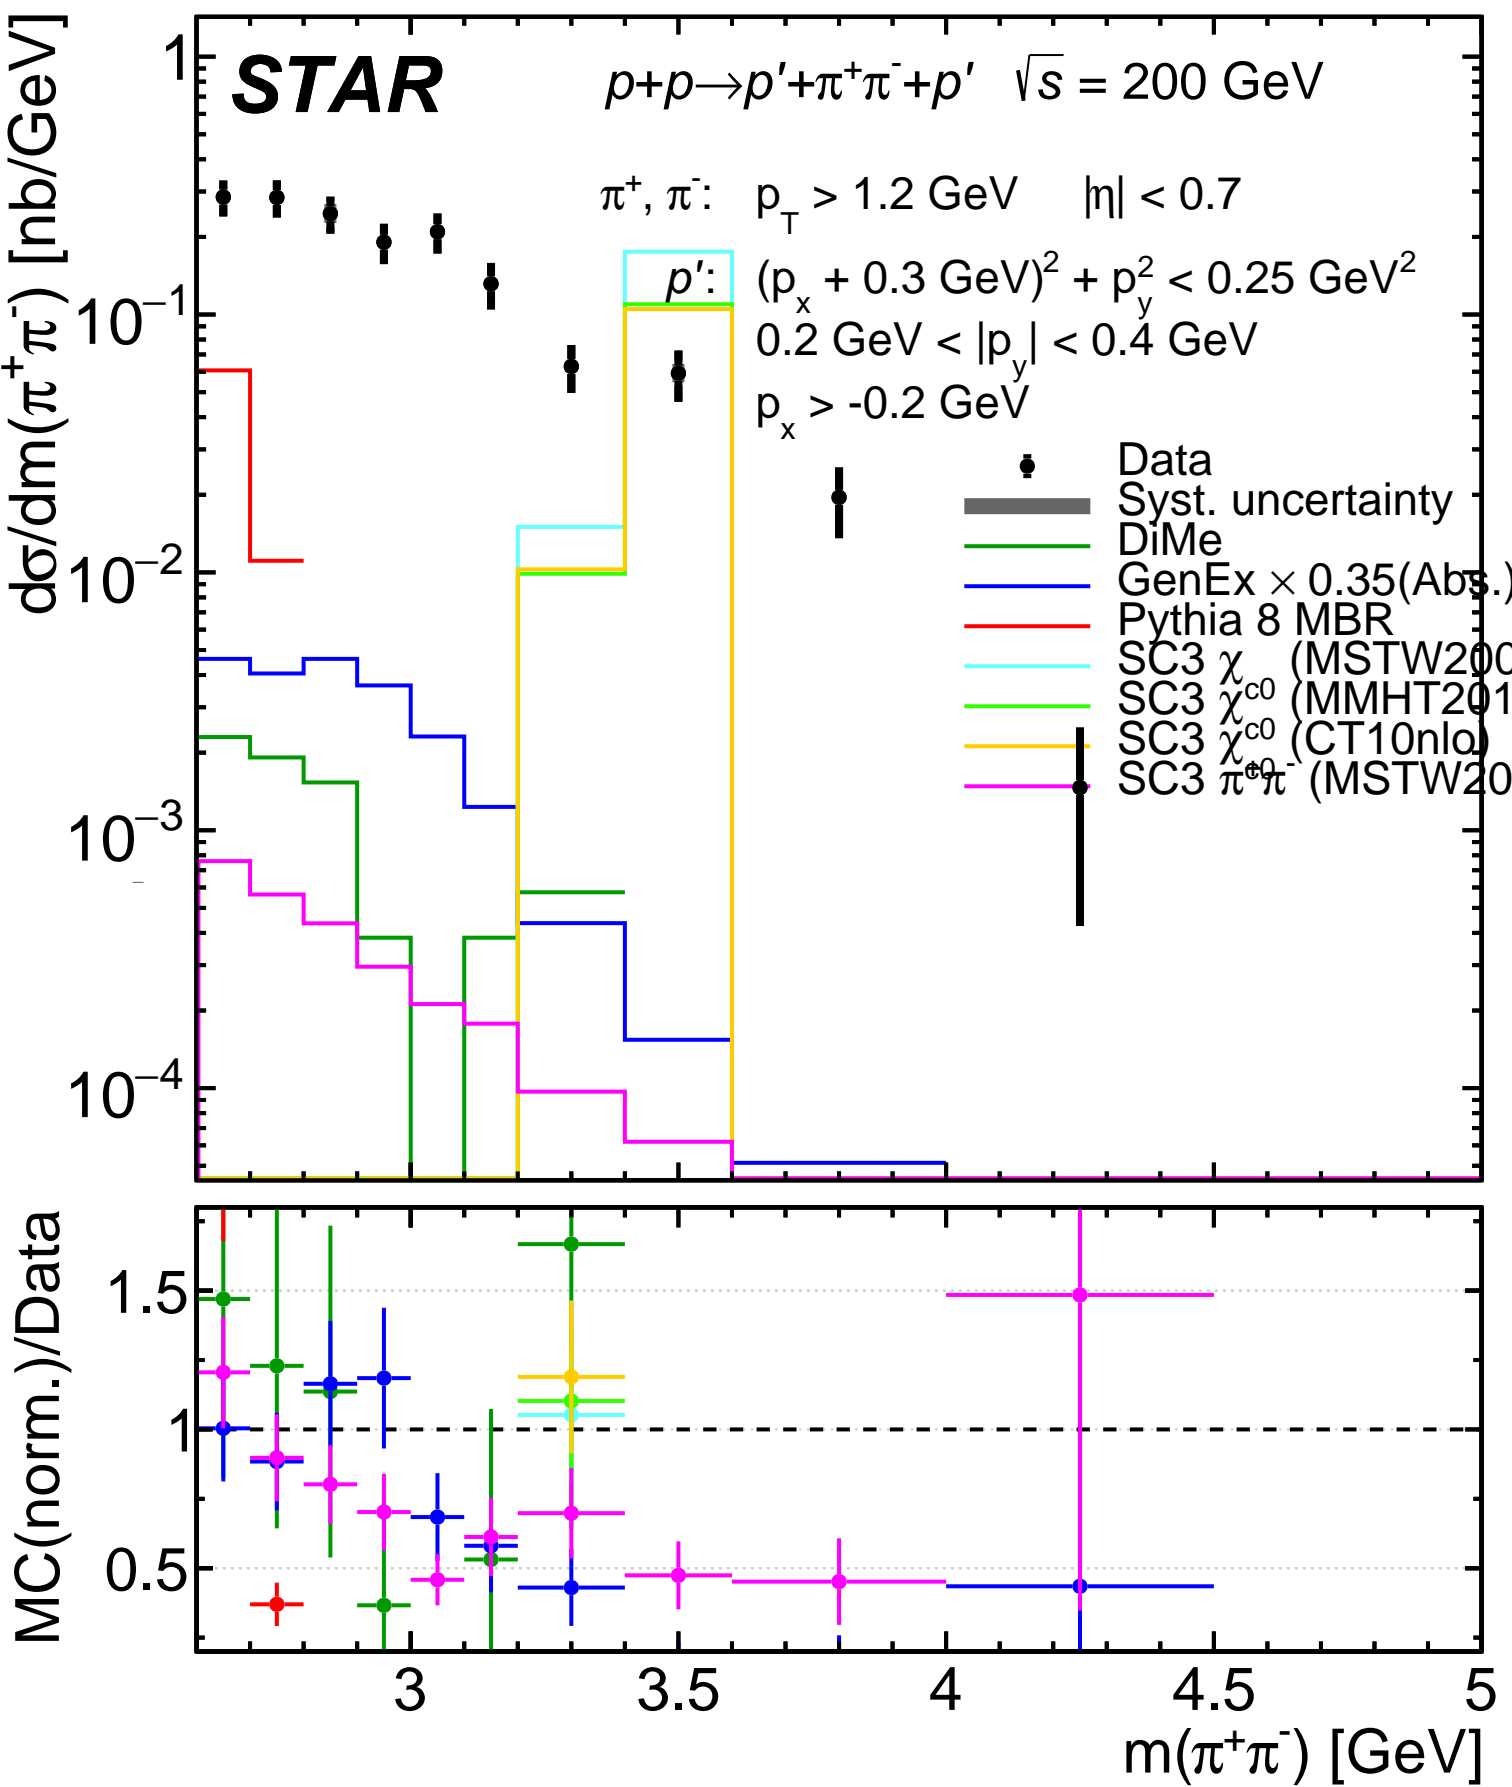 dσ/dm(π⁺π⁻) [nb/GeV]
1
10⁻¹
10⁻²
10⁻³
10⁻⁴
STAR p+p→p′+π⁺π⁻+p′ √s = 200 GeV
π⁺, π⁻: p_T > 1.2 GeV |η| < 0.7
p′: (p_x + 0.3 GeV)² + p_y² < 0.25 GeV²
0.2 GeV < |p_y| < 0.4 GeV
p_x > -0.2 GeV
Data
Syst. uncertainty
DiMe
GenEx × 0.35(Abs.)
Pythia 8 MBR
SC3 χ_c0 (MSTW200
SC3 χ_c0 (MMHT201
SC3 χ_c0 (CT10nlo)
SC3 π⁺π⁻ (MSTW20
MC(norm.)/Data
1.5
1
0.5
3 3.5 4 4.5 5
m(π⁺π⁻) [GeV]